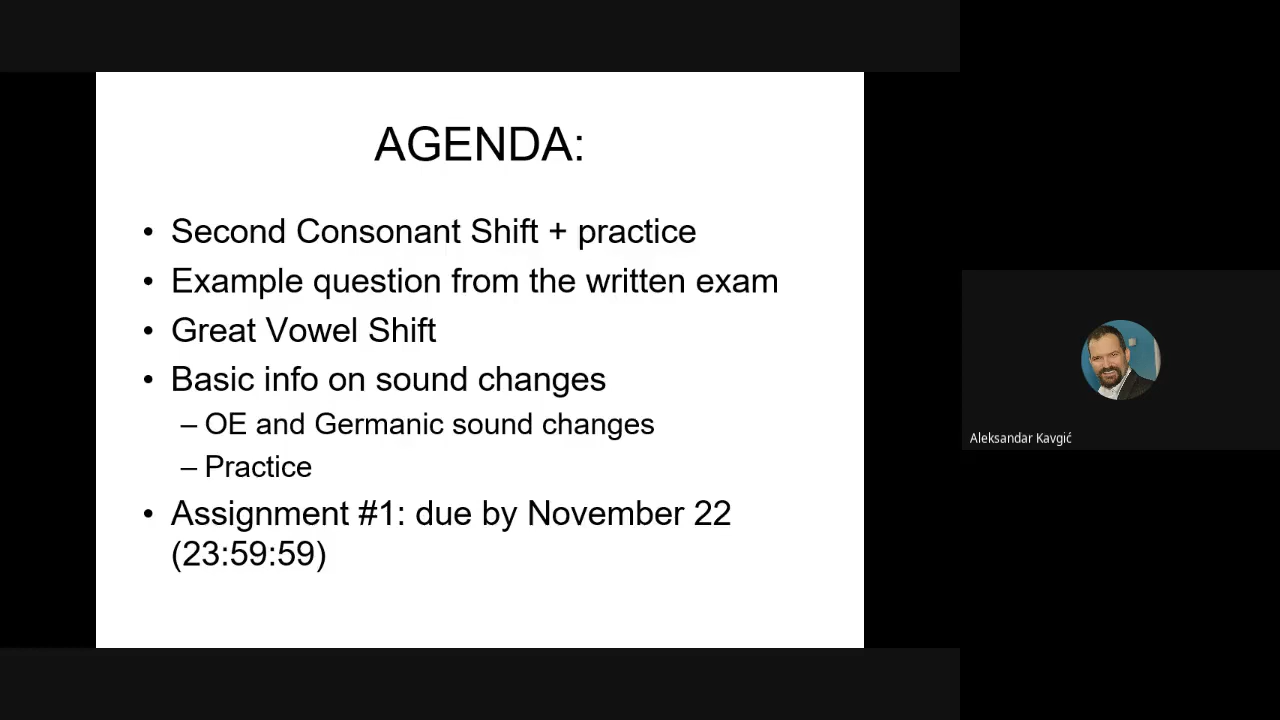 AGENDA:
• Second Consonant Shift + practice
• Example question from the written exam
• Great Vowel Shift
• Basic info on sound changes
– OE and Germanic sound changes
– Practice
• Assignment #1: due by November 22
(23:59:59)
Aleksandar Kavgić